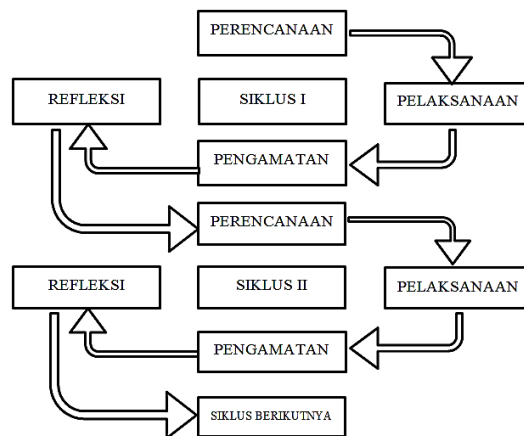 PERENCANAAN
REFLEKSI
SIKLUS I
PELAKSANAAN
PENGAMATAN
PERENCANAAN
REFLEKSI
SIKLUS II
PELAKSANAAN
PENGAMATAN
SIKLUS BERIKUTNYA